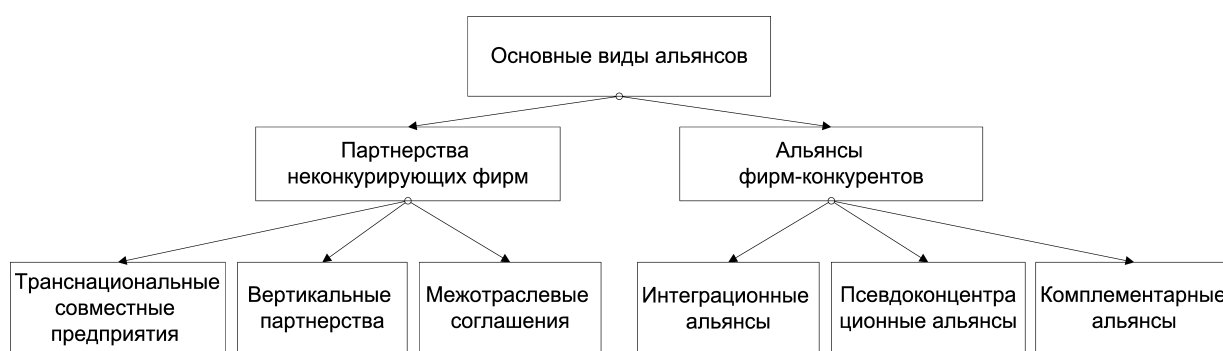 Основные виды альянсов
Партнерства
неконкурирующих фирм
Альянсы
фирм-конкурентов
Транснациональные
совместные
предприятия
Вертикальные
партнерства
Межотраслевые
соглашения
Интеграционные
альянсы
Псевдоконцентра
ционные альянсы
Комплементарные
альянсы